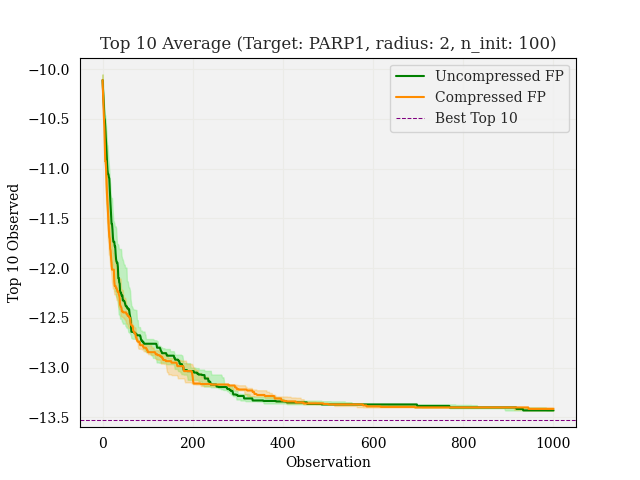 Top 10 Average (Target: PARP1, radius: 2, n_init: 100)
Uncompressed FP
Compressed FP
Best Top 10
Top 10 Observed
−10.0
−10.5
−11.0
−11.5
−12.0
−12.5
−13.0
−13.5
0 200 400 600 800 1000
Observation